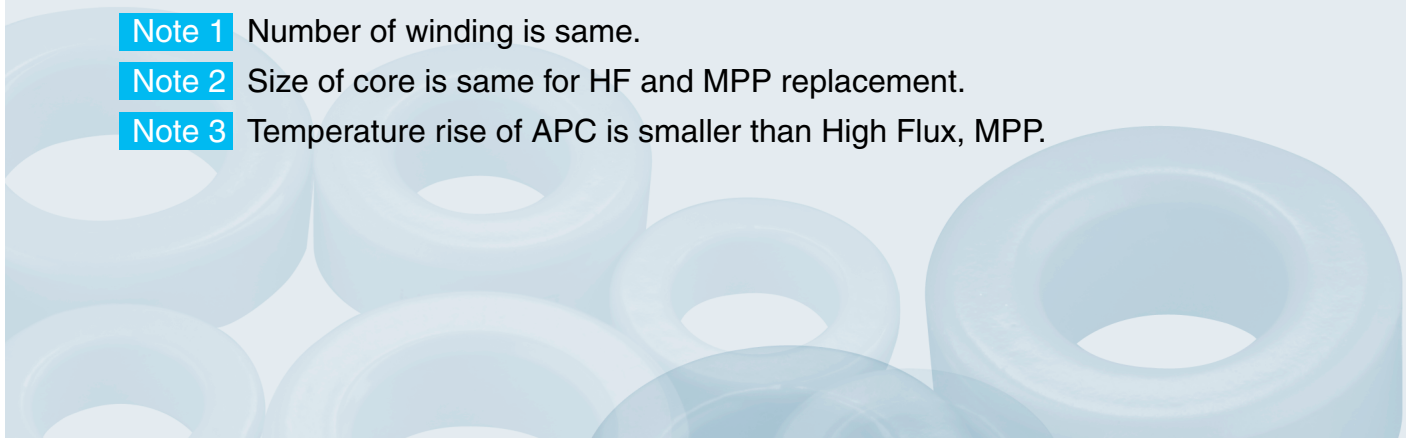 Note 1 Number of winding is same.
Note 2 Size of core is same for HF and MPP replacement.
Note 3 Temperature rise of APC is smaller than High Flux, MPP.